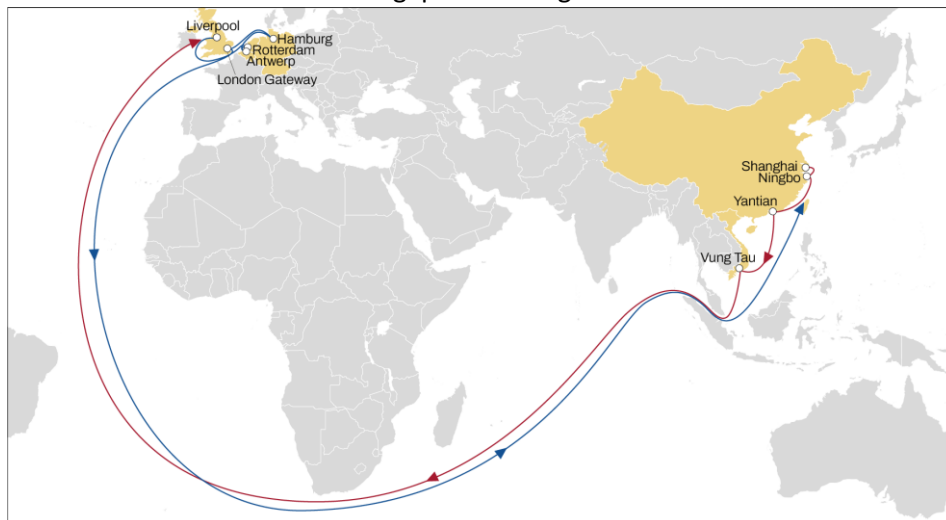 Liverpool
Hamburg
Rotterdam
Antwerp
London Gateway
Shanghai
Ningbo
Yantian
Vung Tau